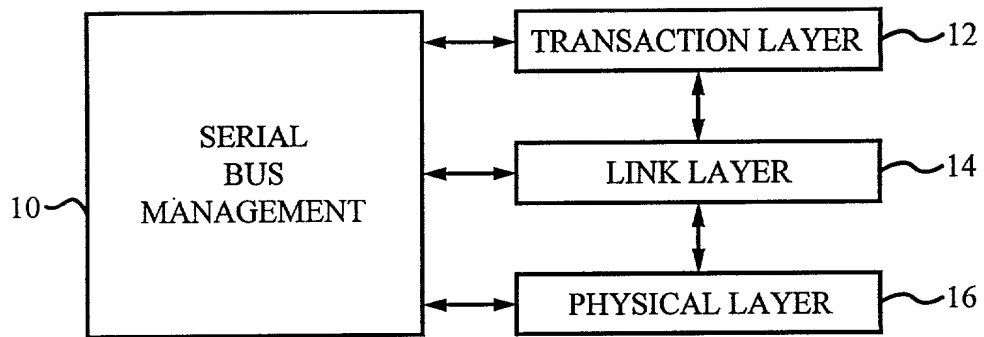 TRANSACTION LAYER
12
SERIAL
BUS
MANAGEMENT
10
LINK LAYER
14
PHYSICAL LAYER
16